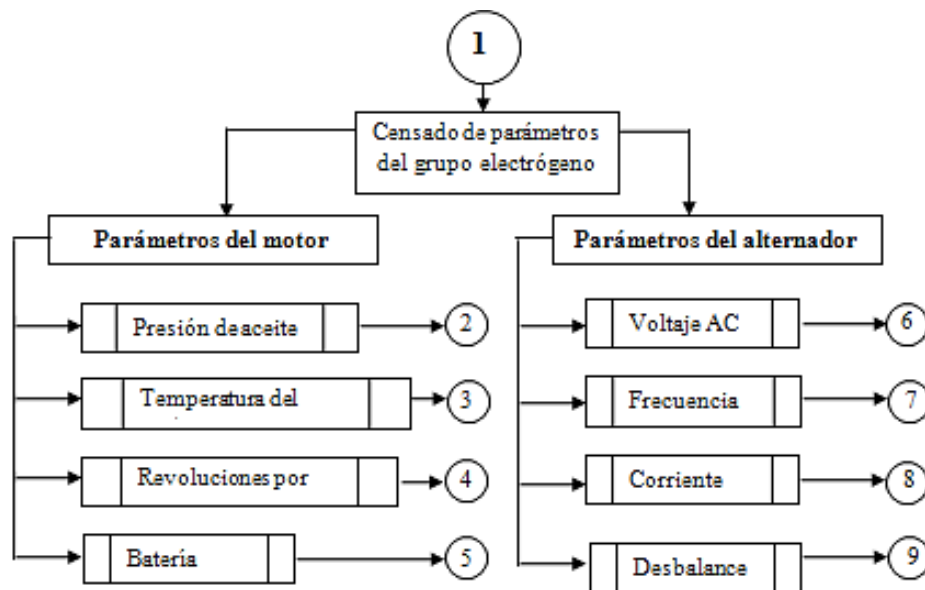 1
Censado de parámetros
del grupo electrógeno
Parámetros del motor
Parámetros del alternador
Presión de aceite
2
Temperatura del
3
Revoluciones por
4
Batería
5
Voltaje AC
6
Frecuencia
7
Corriente
8
Desbalance
9